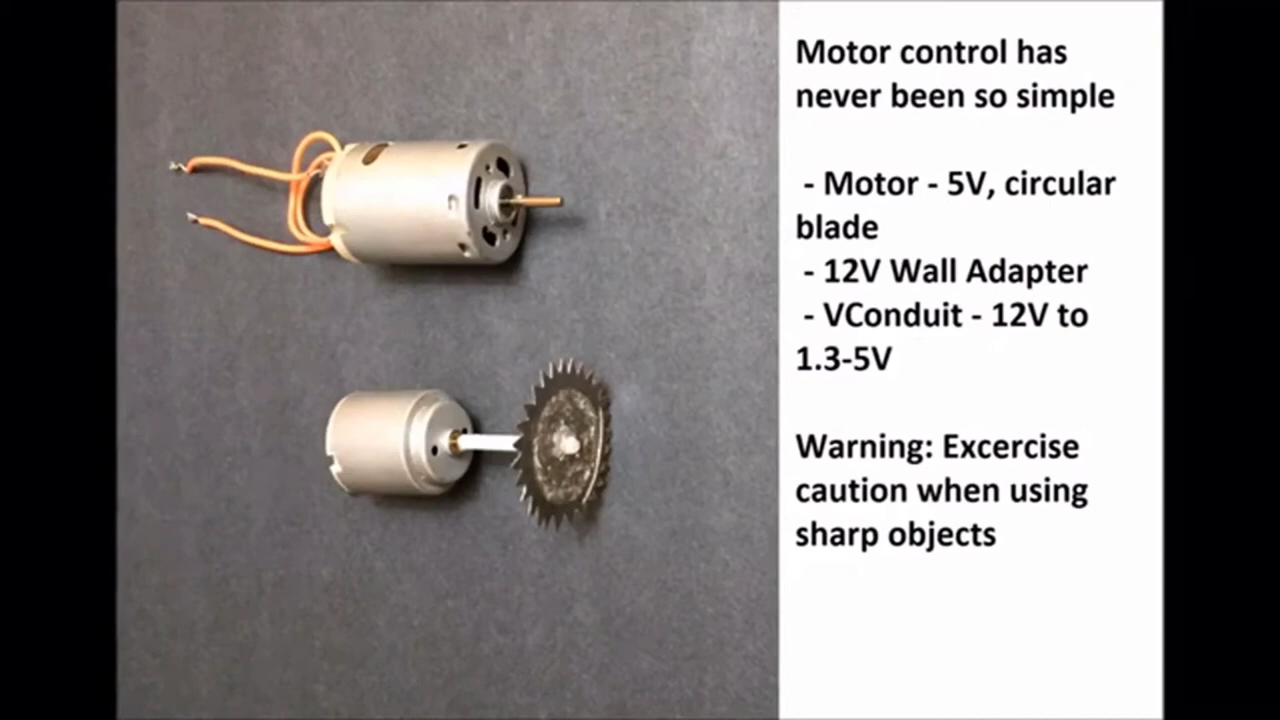 Motor control has
never been so simple
- Motor - 5V, circular
blade
- 12V Wall Adapter
- VConduit - 12V to
1.3-5V
Warning: Excercise
caution when using
sharp objects